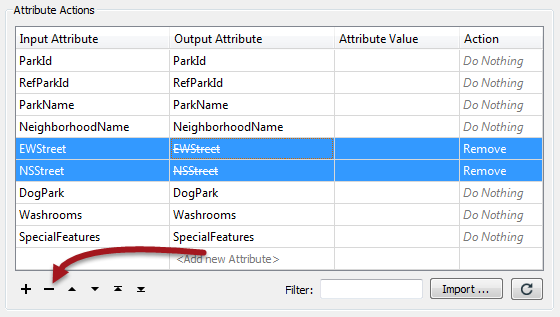 Attribute Actions
Input Attribute Output Attribute Attribute Value Action
ParkId ParkId Do Nothing
RefParkId RefParkId Do Nothing
ParkName ParkName Do Nothing
NeighborhoodName NeighborhoodName Do Nothing
EWStreet EWStreet Remove
NSStreet NSStreet Remove
DogPark DogPark Do Nothing
Washrooms Washrooms Do Nothing
SpecialFeatures SpecialFeatures Do Nothing
<Add new Attribute>
Filter: Import ...